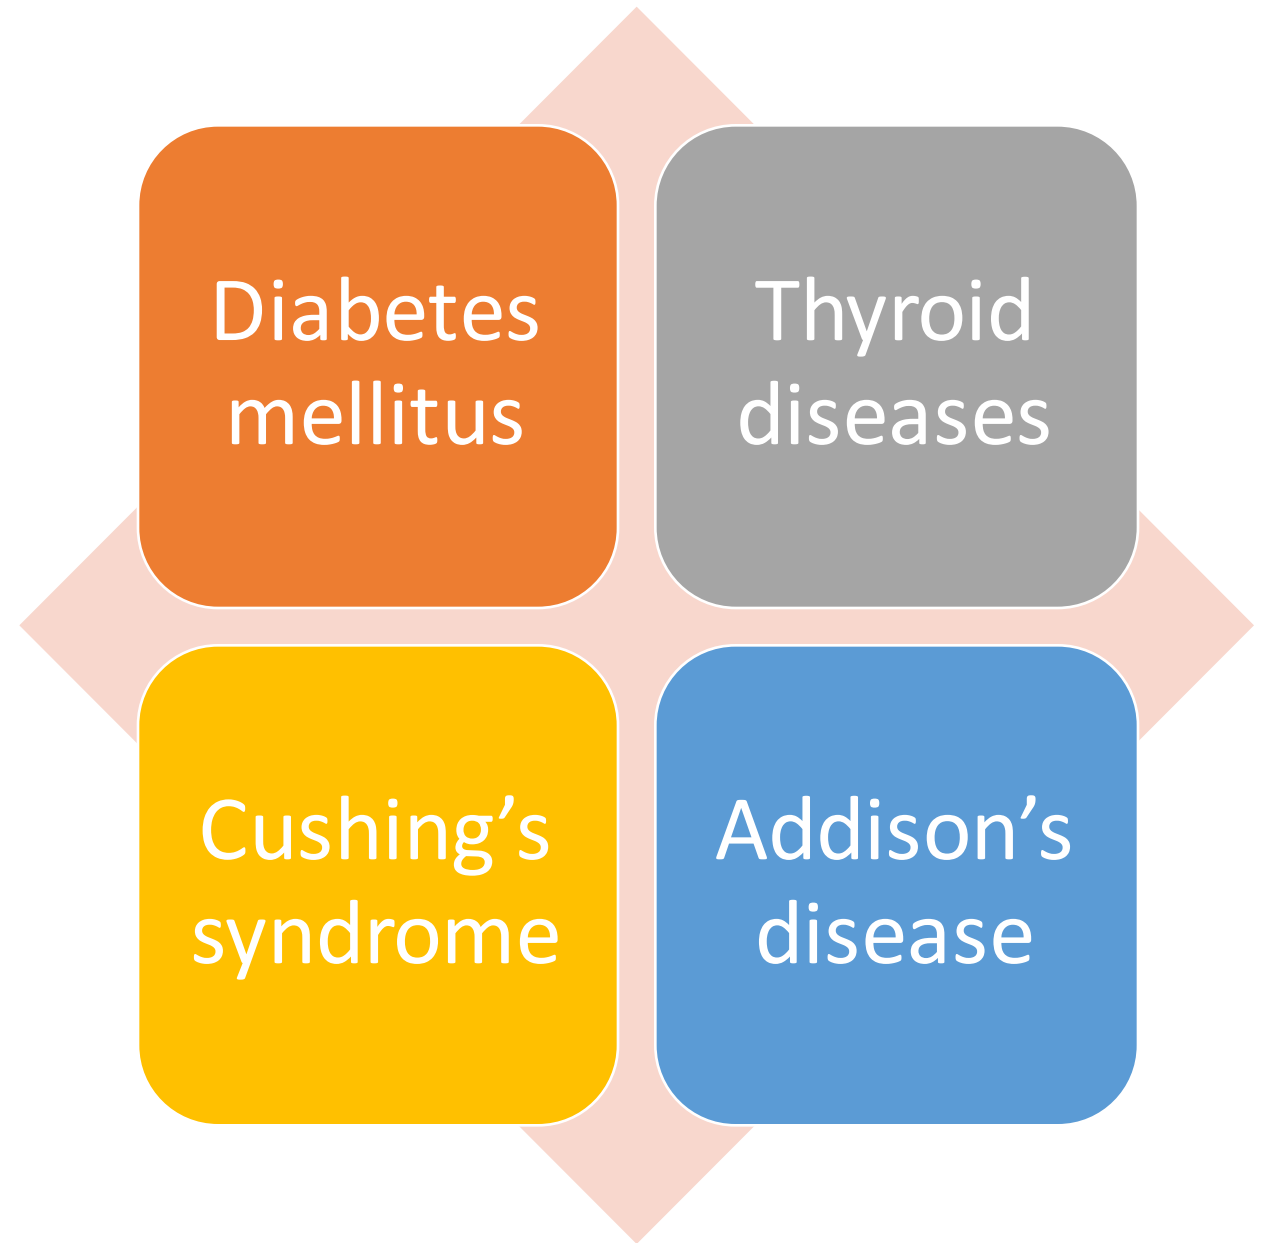 Diabetes
mellitus
Thyroid
diseases
Cushing’s
syndrome
Addison’s
disease